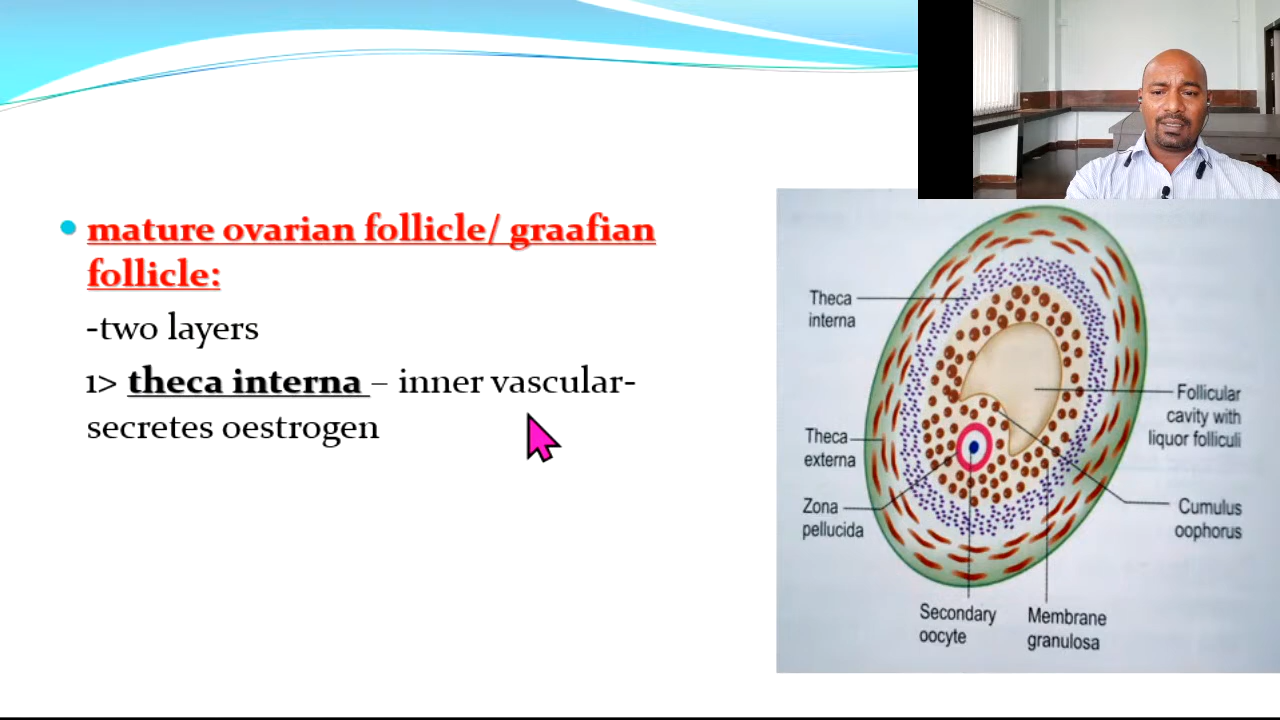 mature ovarian follicle/ graafian
follicle:
-two layers
1> theca interna – inner vascular-
secretes oestrogen
Theca
interna
Theca
externa
Zona
pellucida
Secondary
oocyte
Membrane
granulosa
Follicular
cavity with
liquor folliculi
Cumulus
oophorus